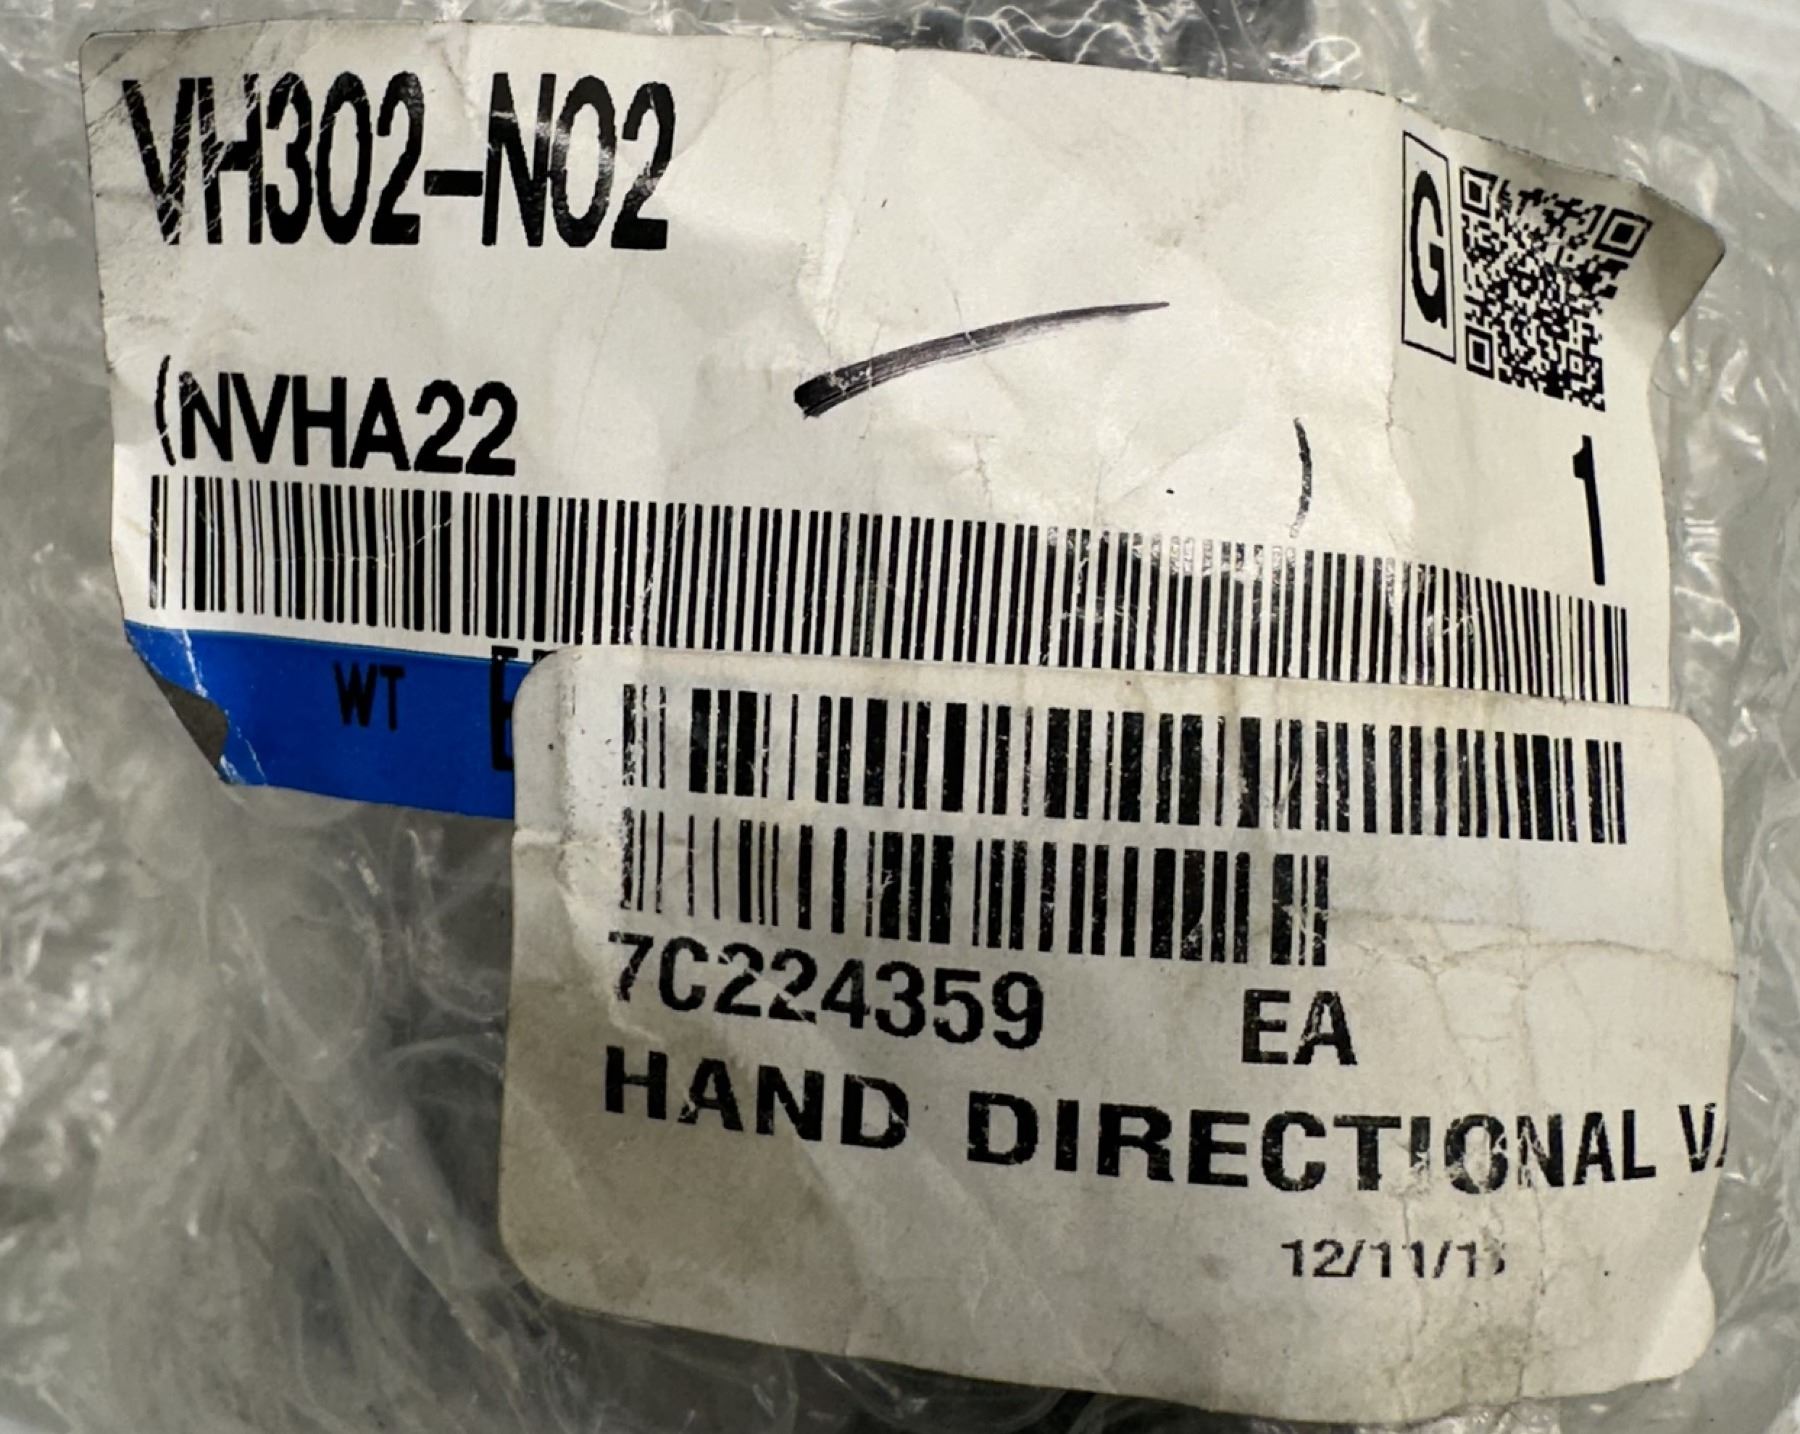 VH302-N02
G
(NVHA22 )
1
WT
7C224359 EA
HAND DIRECTIONAL